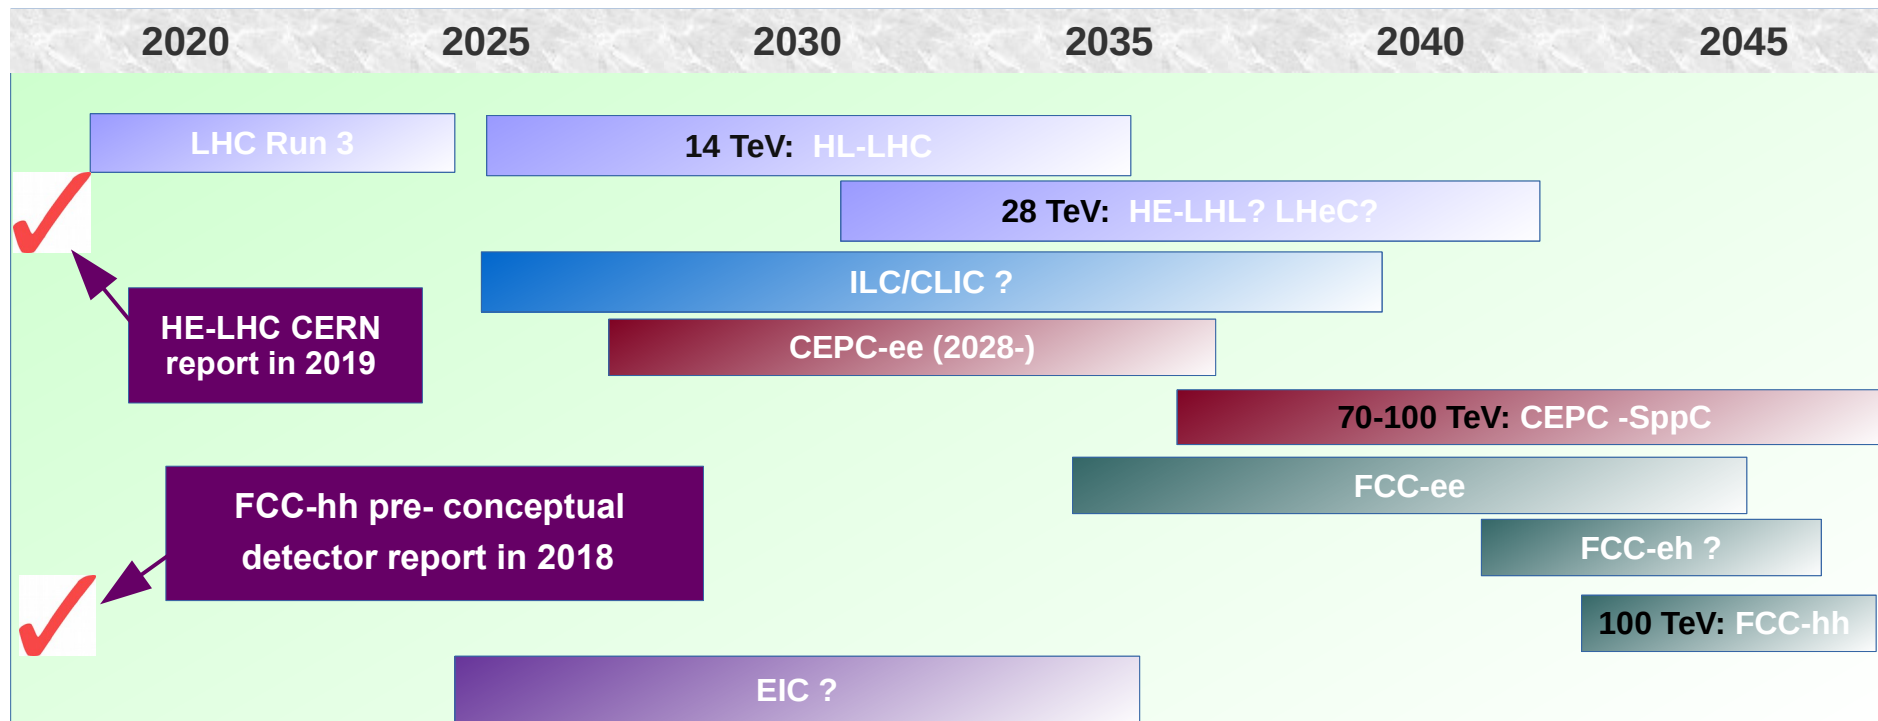 2020 2025 2030 2035 2040 2045
LHC Run 3
14 TeV: HL-LHC
28 TeV: HE-LHL? LHeC?
ILC/CLIC ?
HE-LHC CERN
report in 2019
CEPC-ee (2028-)
70-100 TeV: CEPC -SppC
FCC-ee
FCC-hh pre- conceptual
detector report in 2018
FCC-eh ?
100 TeV: FCC-hh
EIC ?